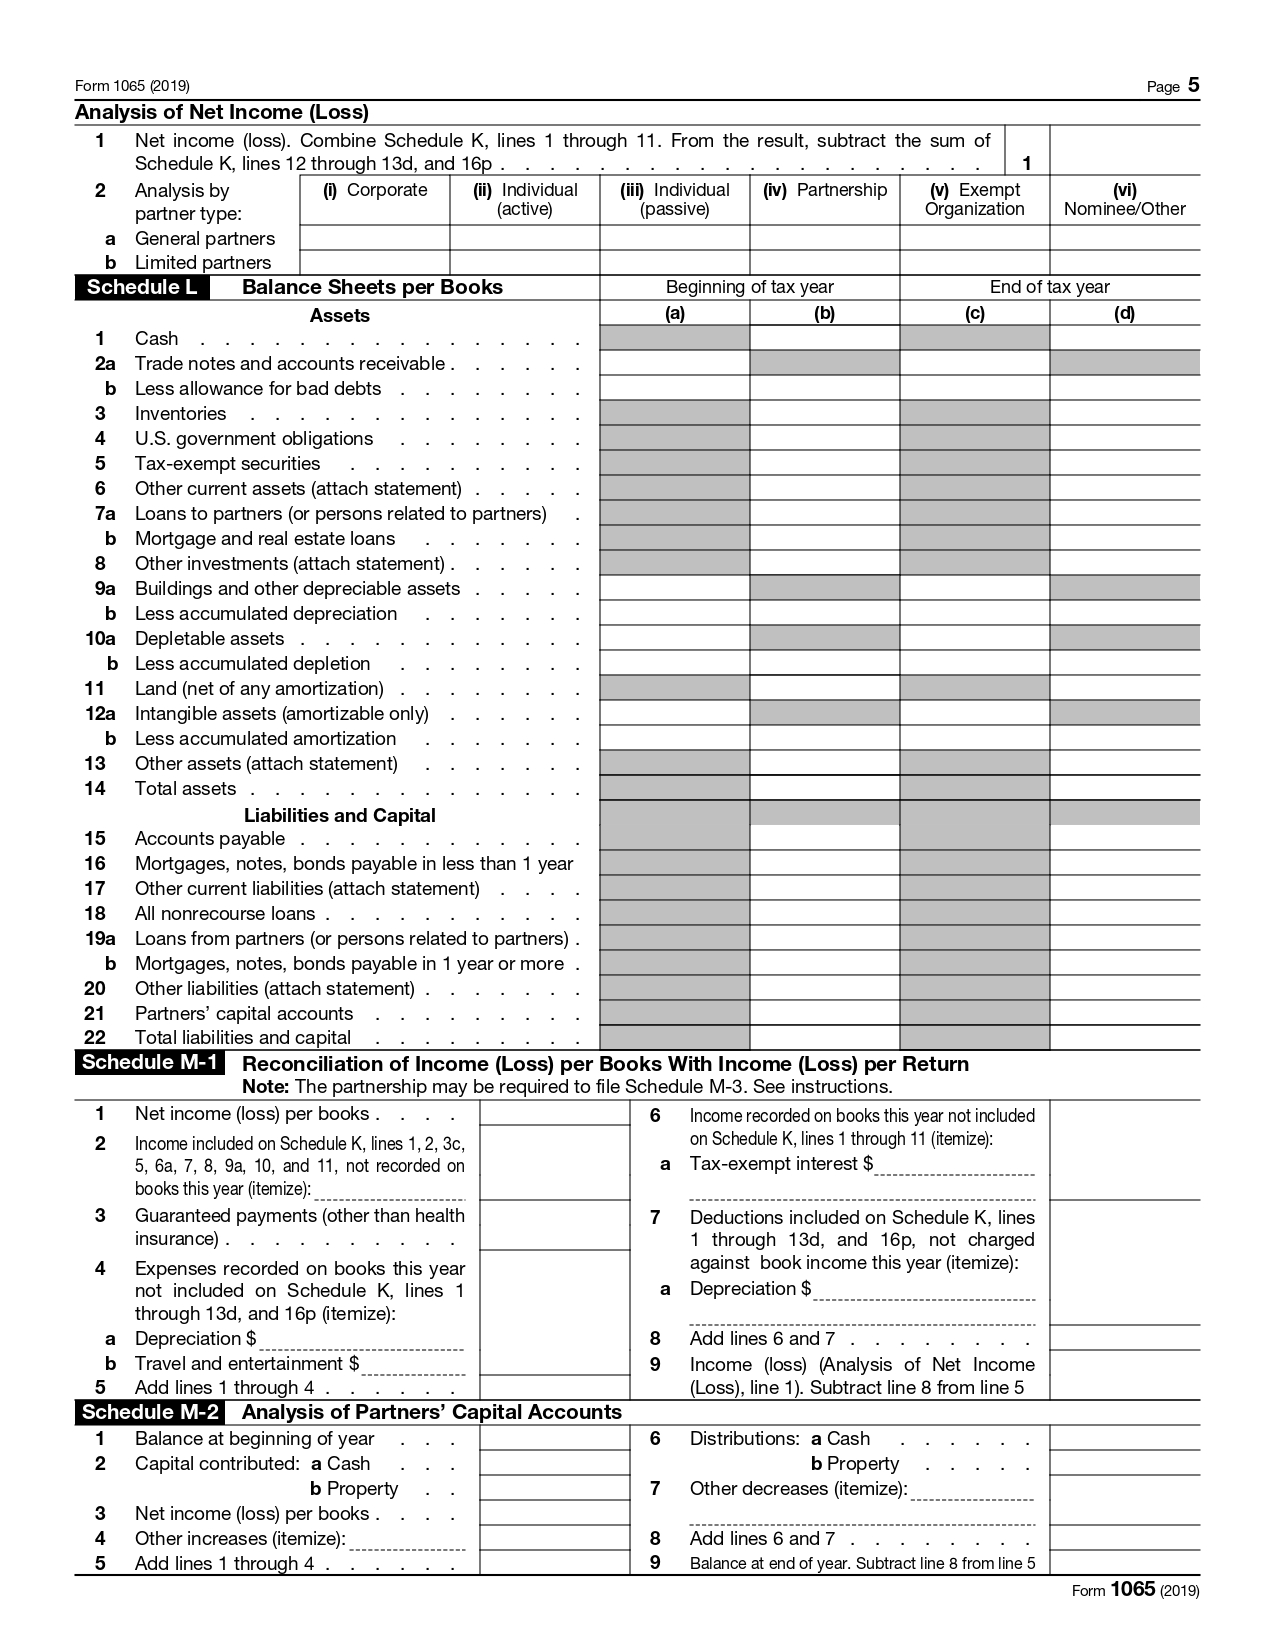 Form 1065 (2019) Page 5
Analysis of Net Income (Loss)
1 Net income (loss). Combine Schedule K, lines 1 through 11. From the result, subtract the sum of
Schedule K, lines 12 through 13d, and 16p . . . . . . . . . . . . . . . . . . . . 1
2 Analysis by
partner type:
(i) Corporate
(ii) Individual
(active)
(iii) Individual
(passive)
(iv) Partnership
(v) Exempt
Organization
(vi)
Nominee/Other
a General partners
b Limited partners
Schedule L Balance Sheets per Books Beginning of tax year End of tax year
Assets (a) (b) (c) (d)
1 Cash . . . . . . . . . . . . . . . .
2a Trade notes and accounts receivable . . . . . .
b Less allowance for bad debts . . . . . . . .
3 Inventories . . . . . . . . . . . . . .
4 U.S. government obligations . . . . . . . .
5 Tax-exempt securities . . . . . . . . . .
6 Other current assets (attach statement) . . . . .
7a Loans to partners (or persons related to partners) .
b Mortgage and real estate loans . . . . . . .
8 Other investments (attach statement) . . . . . .
9a Buildings and other depreciable assets . . . . .
b Less accumulated depreciation . . . . . . .
10a Depletable assets . . . . . . . . . . . .
b Less accumulated depletion . . . . . . . .
11 Land (net of any amortization) . . . . . . . .
12a Intangible assets (amortizable only) . . . . . .
b Less accumulated amortization . . . . . . .
13 Other assets (attach statement) . . . . . . .
14 Total assets . . . . . . . . . . . . . .
Liabilities and Capital
15 Accounts payable . . . . . . . . . . . .
16 Mortgages, notes, bonds payable in less than 1 year
17 Other current liabilities (attach statement) . . . .
18 All nonrecourse loans . . . . . . . . . . .
19a Loans from partners (or persons related to partners) .
b Mortgages, notes, bonds payable in 1 year or more .
20 Other liabilities (attach statement) . . . . . . .
21 Partners’ capital accounts . . . . . . . . .
22 Total liabilities and capital . . . . . . . . .
Schedule M-1 Reconciliation of Income (Loss) per Books With Income (Loss) per Return
Note: The partnership may be required to file Schedule M-3. See instructions.
1 Net income (loss) per books . . . .
2 Income included on Schedule K, lines 1, 2, 3c,
5, 6a, 7, 8, 9a, 10, and 11, not recorded on
books this year (itemize):
3 Guaranteed payments (other than health
insurance) . . . . . . . . . .
4 Expenses recorded on books this year
not included on Schedule K, lines 1
through 13d, and 16p (itemize):
a Depreciation $
b Travel and entertainment $
5 Add lines 1 through 4 . . . . . .
6 Income recorded on books this year not included
on Schedule K, lines 1 through 11 (itemize):
a Tax-exempt interest $
7 Deductions included on Schedule K, lines
1 through 13d, and 16p, not charged
against book income this year (itemize):
a Depreciation $
8 Add lines 6 and 7 . . . . . . . .
9 Income (loss) (Analysis of Net Income
(Loss), line 1). Subtract line 8 from line 5
Schedule M-2 Analysis of Partners’ Capital Accounts
1 Balance at beginning of year . . .
2 Capital contributed: a Cash . . .
b Property . .
3 Net income (loss) per books . . . .
4 Other increases (itemize):
5 Add lines 1 through 4 . . . . . .
6 Distributions: a Cash . . . . . .
b Property . . . . .
7 Other decreases (itemize):
8 Add lines 6 and 7 . . . . . . . .
9 Balance at end of year. Subtract line 8 from line 5
Form 1065 (2019)